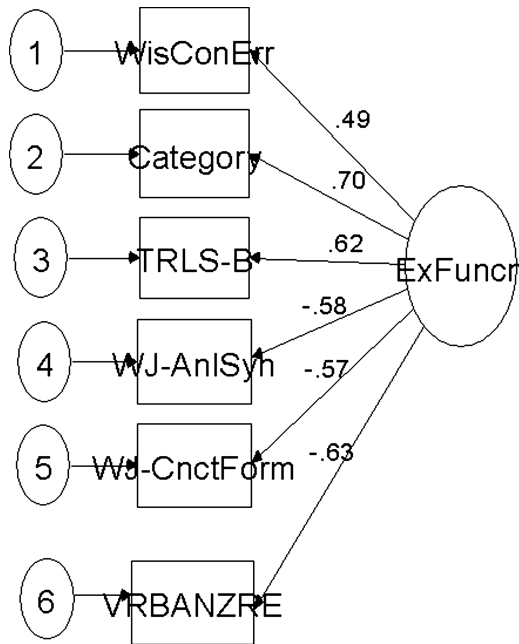 1
WisConErr
.49
2
Category
.70
3
TRLS-B
.62
ExFuncr
4
WJ-AnlSyh
-.58
5
WJ-CnctForm
-.57
6
VRBANZRE
-.63